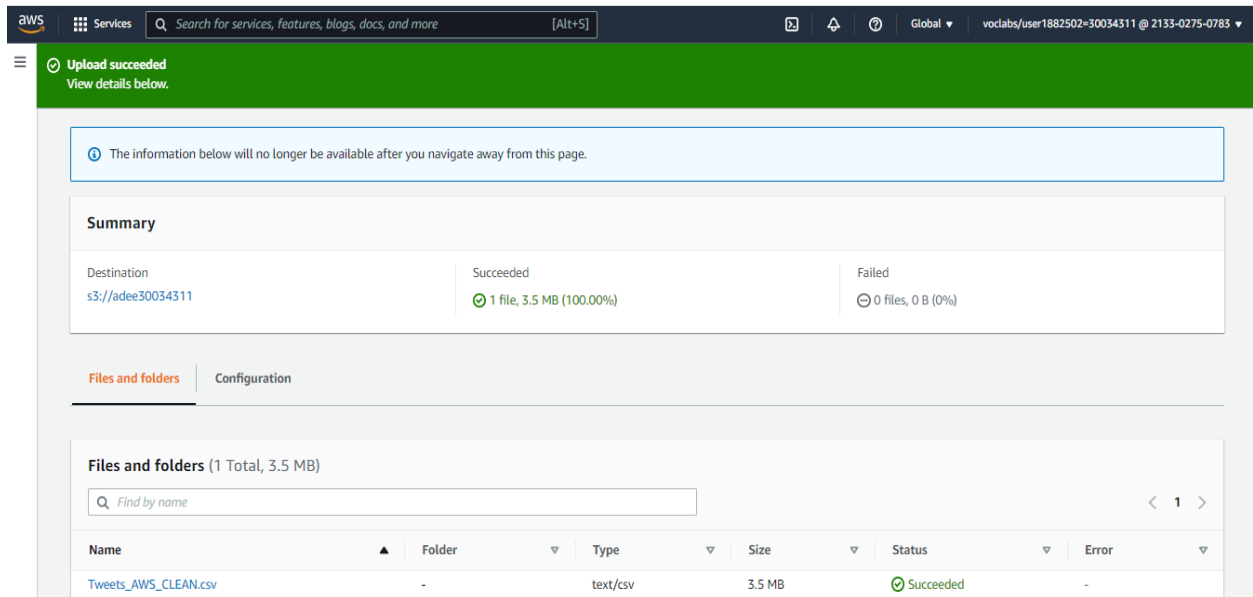 aws Services Search for services, features, blogs, docs, and more [Alt+S] Global ▼ voclabs/user1882502=30034311 @ 2133-0275-0783 ▼
Upload succeeded
View details below.
The information below will no longer be available after you navigate away from this page.
Summary
Destination Succeeded Failed
s3://adee30034311 1 file, 3.5 MB (100.00%) 0 files, 0 B (0%)
Files and folders Configuration
Files and folders (1 Total, 3.5 MB)
Find by name < 1 >
Name Folder Type Size Status Error
Tweets_AWS_CLEAN.csv - text/csv 3.5 MB Succeeded -